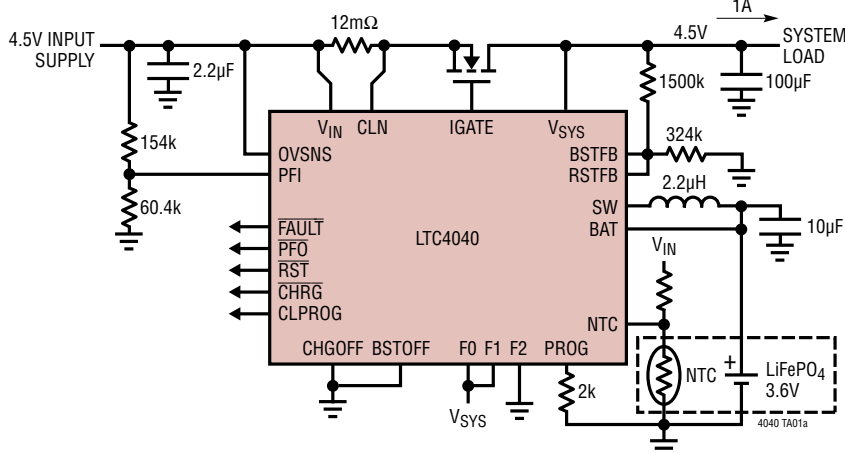 1A
12mΩ
4.5V INPUT
SUPPLY
4.5V
SYSTEM
LOAD
2.2µF
1500k
100µF
VIN CLN IGATE VSYS
154k
OVSNS
PFI
BSTFB
RSTFB
324k
60.4k
2.2µH
SW
BAT
10µF
FAULT
PFO
RST
CHRG
CLPROG
LTC4040
VIN
NTC
CHGOFF BSTOFF F0 F1 F2 PROG
NTC
+
LiFePO4
3.6V
2k
VSYS
4040 TA01a